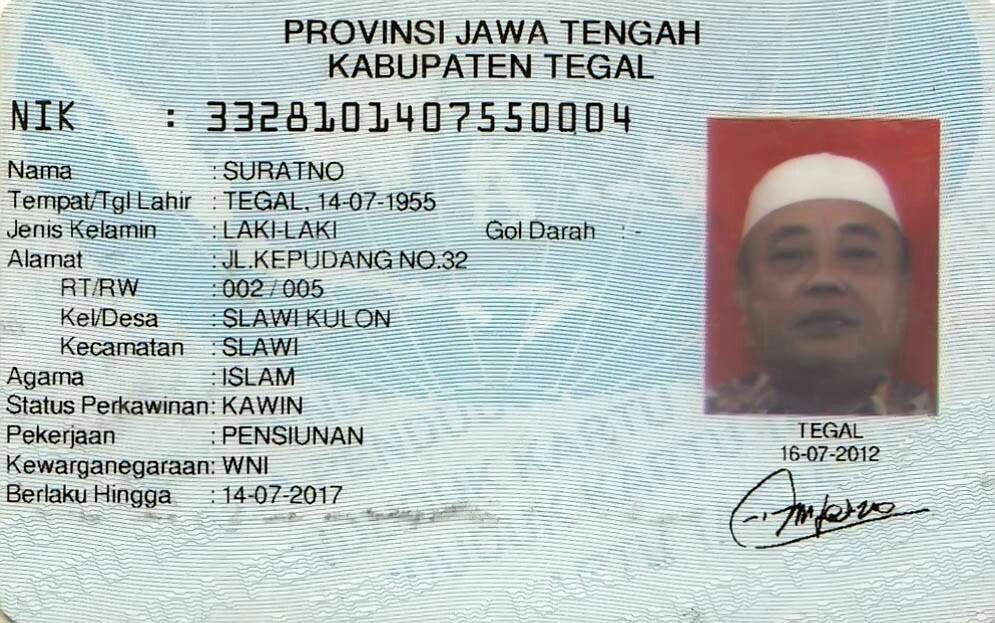 PROVINSI JAWA TENGAH
KABUPATEN TEGAL
NIK : 3328101407550004
Nama : SURATNO
Tempat/Tgl Lahir : TEGAL, 14-07-1955
Jenis Kelamin : LAKI-LAKI Gol Darah : -
Alamat : JL.KEPUDANG NO.32
RT/RW : 002 / 005
Kel/Desa : SLAWI KULON
Kecamatan : SLAWI
Agama : ISLAM
Status Perkawinan: KAWIN
Pekerjaan : PENSIUNAN
Kewarganegaraan: WNI
Berlaku Hingga : 14-07-2017
TEGAL
16-07-2012